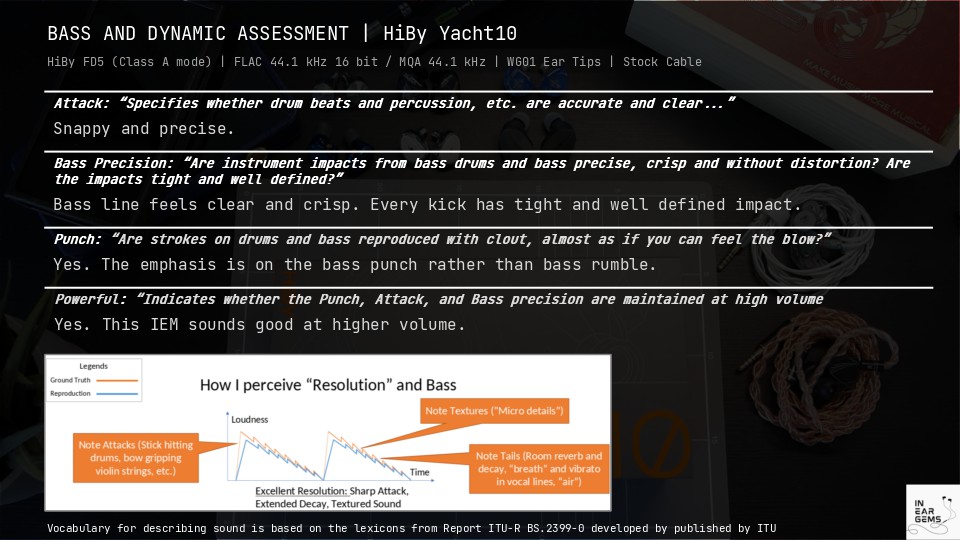 BASS AND DYNAMIC ASSESSMENT | HiBy Yacht10
HiBy FD5 (Class A mode) | FLAC 44.1 kHz 16 bit / MQA 44.1 kHz | WG01 Ear Tips | Stock Cable
Attack: “Specifies whether drum beats and percussion, etc. are accurate and clear...”
Snappy and precise.
Bass Precision: “Are instrument impacts from bass drums and bass precise, crisp and without distortion? Are
the impacts tight and well defined?”
Bass line feels clear and crisp. Every kick has tight and well defined impact.
Punch: “Are strokes on drums and bass reproduced with clout, almost as if you can feel the blow?”
Yes. The emphasis is on the bass punch rather than bass rumble.
Powerful: “Indicates whether the Punch, Attack, and Bass precision are maintained at high volume
Yes. This IEM sounds good at higher volume.
Legends
Ground Truth
Reproduction
How I perceive “Resolution” and Bass
Loudness
Note Textures (“Micro details”)
Note Attacks (Stick hitting
drums, bow gripping
violin strings, etc.)
Note Tails (Room reverb and
decay, “breath” and vibrato
in vocal lines, “air”)
Time
Excellent Resolution: Sharp Attack,
Extended Decay, Textured Sound
Vocabulary for describing sound is based on the lexicons from Report ITU-R BS.2399-0 developed by published by ITU
IN
EAR
GEMS